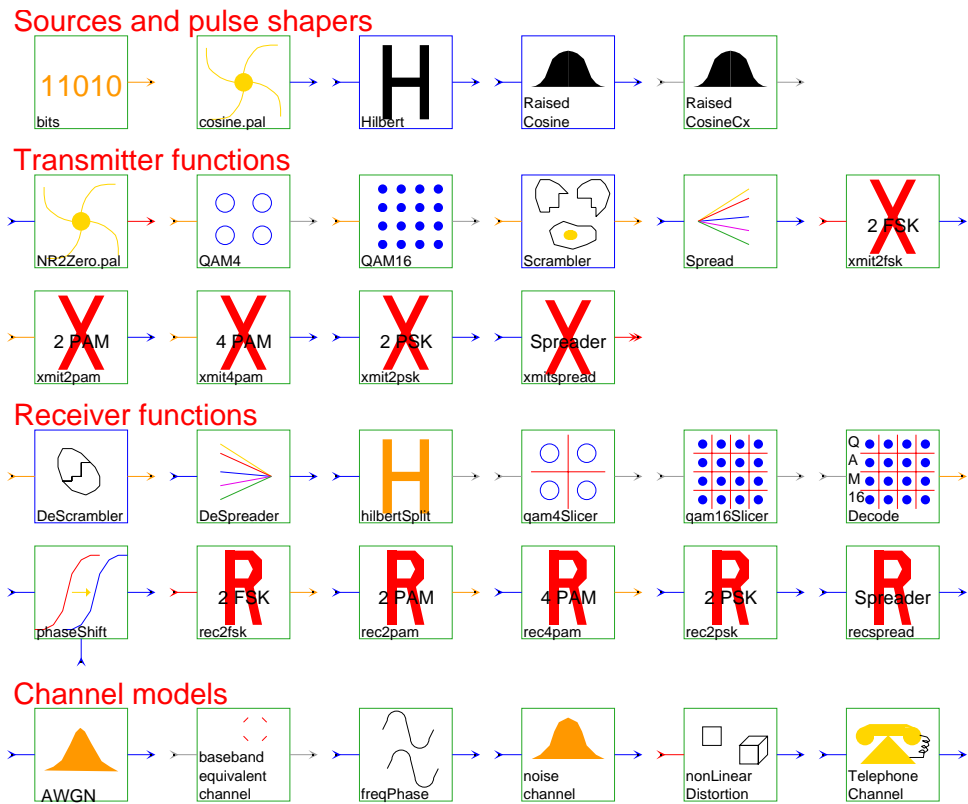 Sources and pulse shapers
11010
bits
cosine.pal
H
Hilbert
Raised
Cosine
Raised
CosineCx
Transmitter functions
NR2Zero.pal
QAM4
QAM16
Scrambler
Spread
X
2 FSK
xmit2fsk
X
2 PAM
xmit2pam
X
4 PAM
xmit4pam
X
2 PSK
xmit2psk
X
Spreader
xmitspread
Receiver functions
DeScrambler
DeSpreader
H
hilbertSplit
qam4Slicer
qam16Slicer
Q
A
M
16
Decode
phaseShift
R
2 FSK
rec2fsk
R
2 PAM
rec2pam
R
4 PAM
rec4pam
R
2 PSK
rec2psk
R
Spreader
recspread
Channel models
AWGN
baseband
equivalent
channel
freqPhase
noise
channel
nonLinear
Distortion
Telephone
Channel